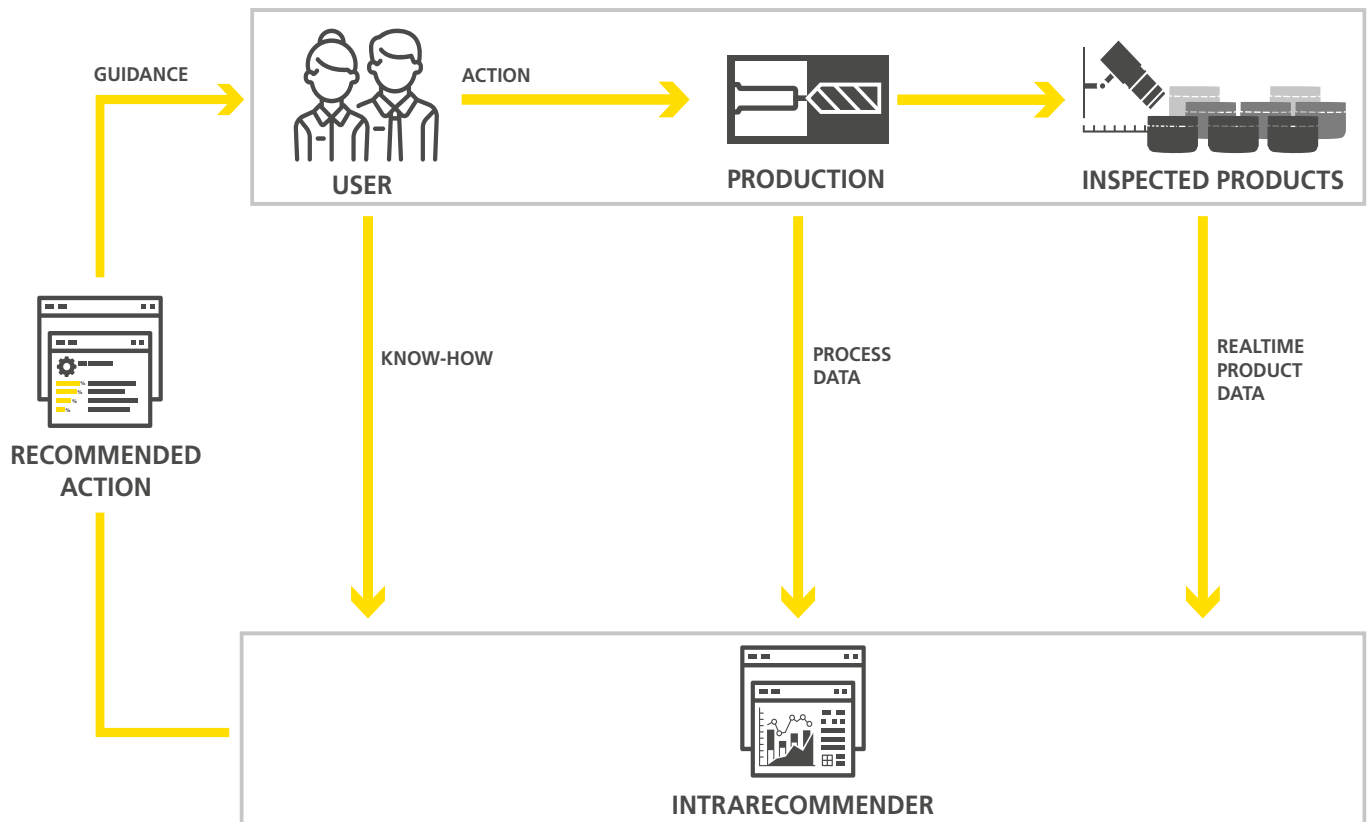 GUIDANCE
ACTION
USER
PRODUCTION
INSPECTED PRODUCTS
KNOW-HOW
PROCESS
DATA
REALTIME
PRODUCT
DATA
RECOMMENDED
ACTION
%
%
%
%
INTRARECOMMENDER